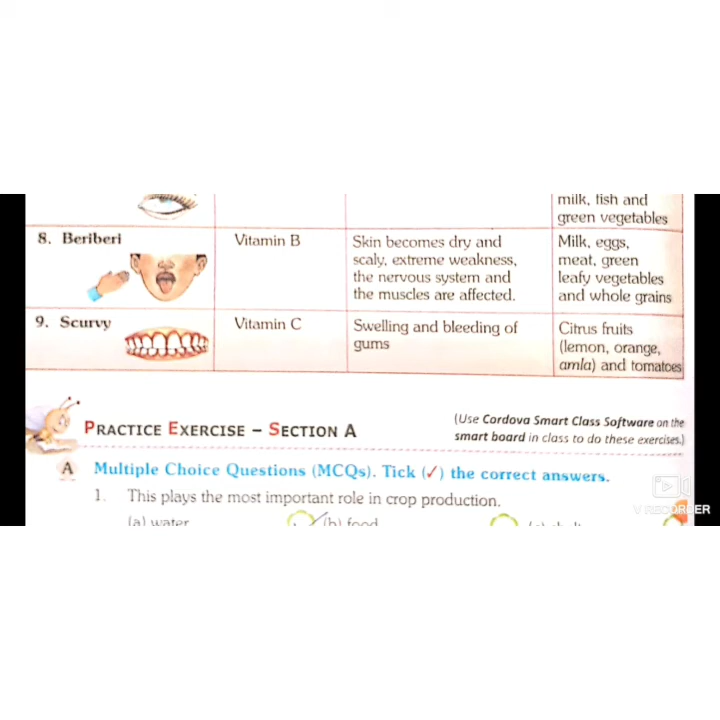 milk, fish and
green vegetables
8. Beriberi
Vitamin B
Skin becomes dry and
scaly, extreme weakness,
the nervous system and
the muscles are affected.
Milk, eggs,
meat, green
leafy vegetables
and whole grains
9. Scurvy
Vitamin C
Swelling and bleeding of
gums
Citrus fruits
(lemon, orange,
amla) and tomatoes
PRACTICE EXERCISE – SECTION A
(Use Cordova Smart Class Software on the
smart board in class to do these exercises.)
A Multiple Choice Questions (MCQs). Tick (✓) the correct answers.
1. This plays the most important role in crop production.
(a) water (b) food
V RECORDER